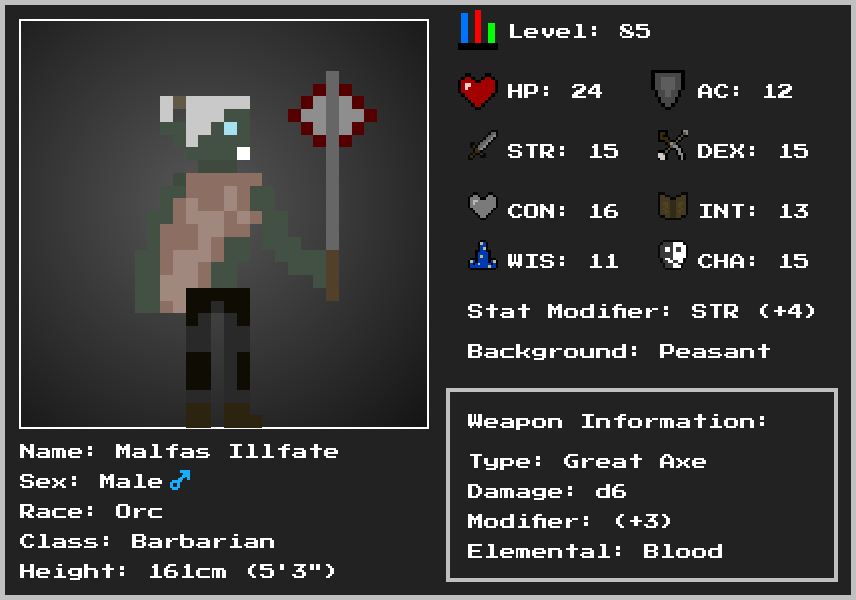 Level: 85
HP: 24
AC: 12
STR: 15
DEX: 15
CON: 16
INT: 13
WIS: 11
CHA: 15
Stat Modifier: STR (+4)
Background: Peasant
Weapon Information:
Type: Great Axe
Damage: d6
Modifier: (+3)
Elemental: Blood
Name: Malfas Illfate
Sex: Male♂
Race: Orc
Class: Barbarian
Height: 161cm (5'3")